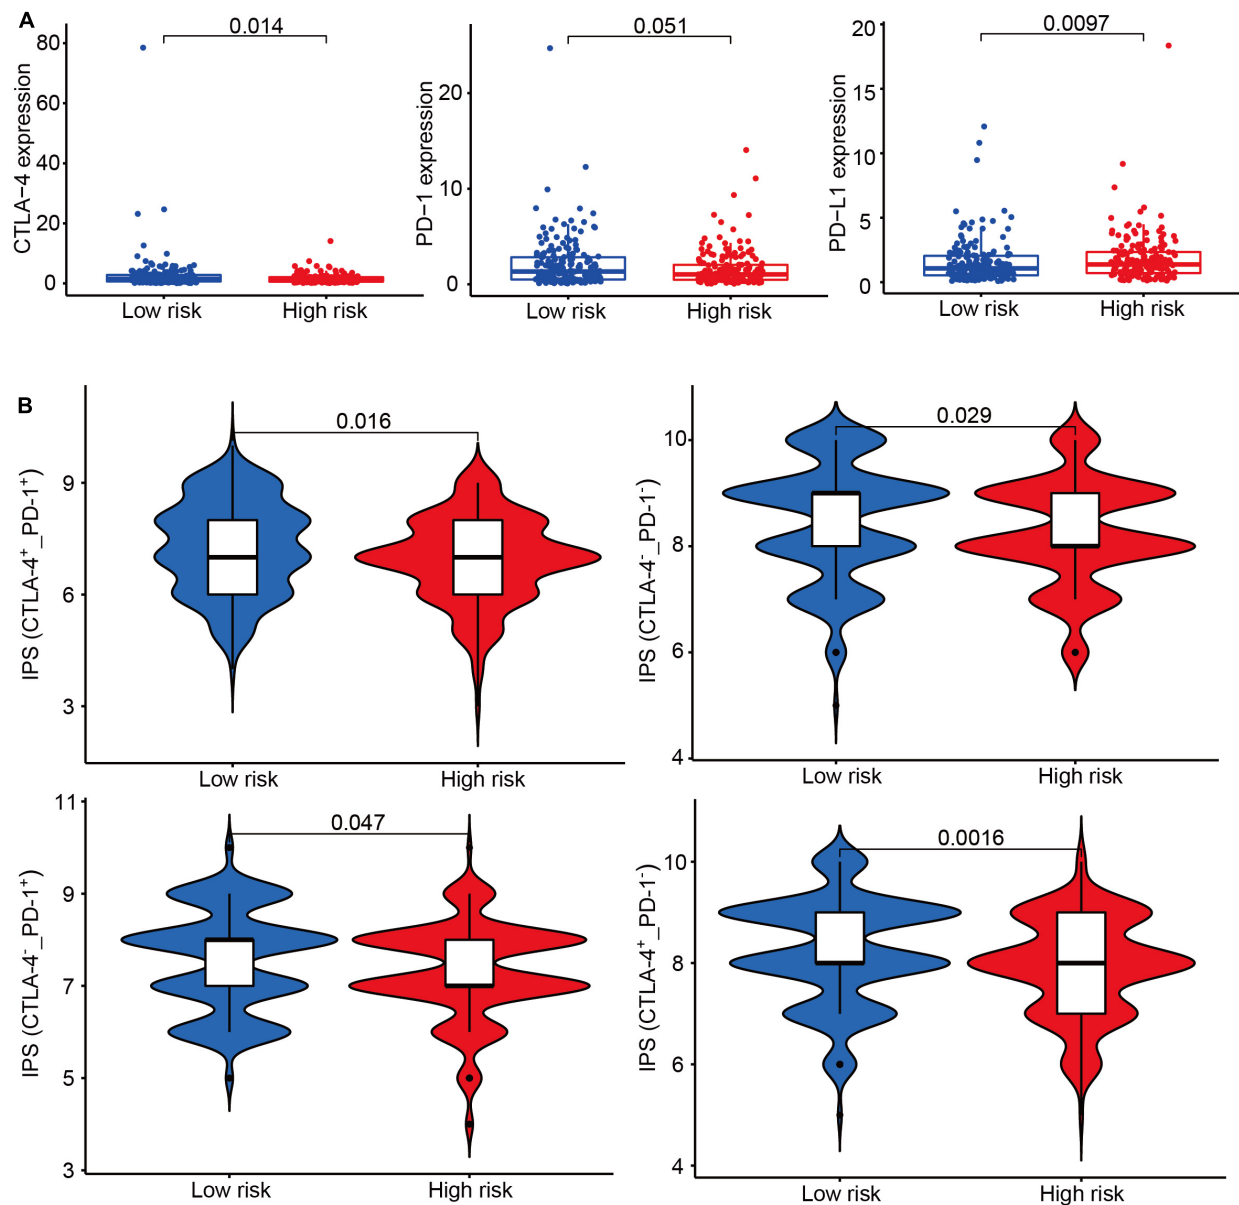 A
CTLA−4 expression
80
60
40
20
0
0.014
Low risk
High risk
PD−1 expression
20
10
0
0.051
Low risk
High risk
PD−L1 expression
20
15
10
5
0
0.0097
Low risk
High risk
B
IPS (CTLA-4⁺_PD-1⁺)
9
6
3
0.016
Low risk
High risk
IPS (CTLA-4⁻_PD-1⁻)
10
8
6
4
0.029
Low risk
High risk
IPS (CTLA-4⁻_PD-1⁺)
11
9
7
5
3
0.047
Low risk
High risk
IPS (CTLA-4⁺_PD-1⁻)
10
8
6
4
0.0016
Low risk
High risk